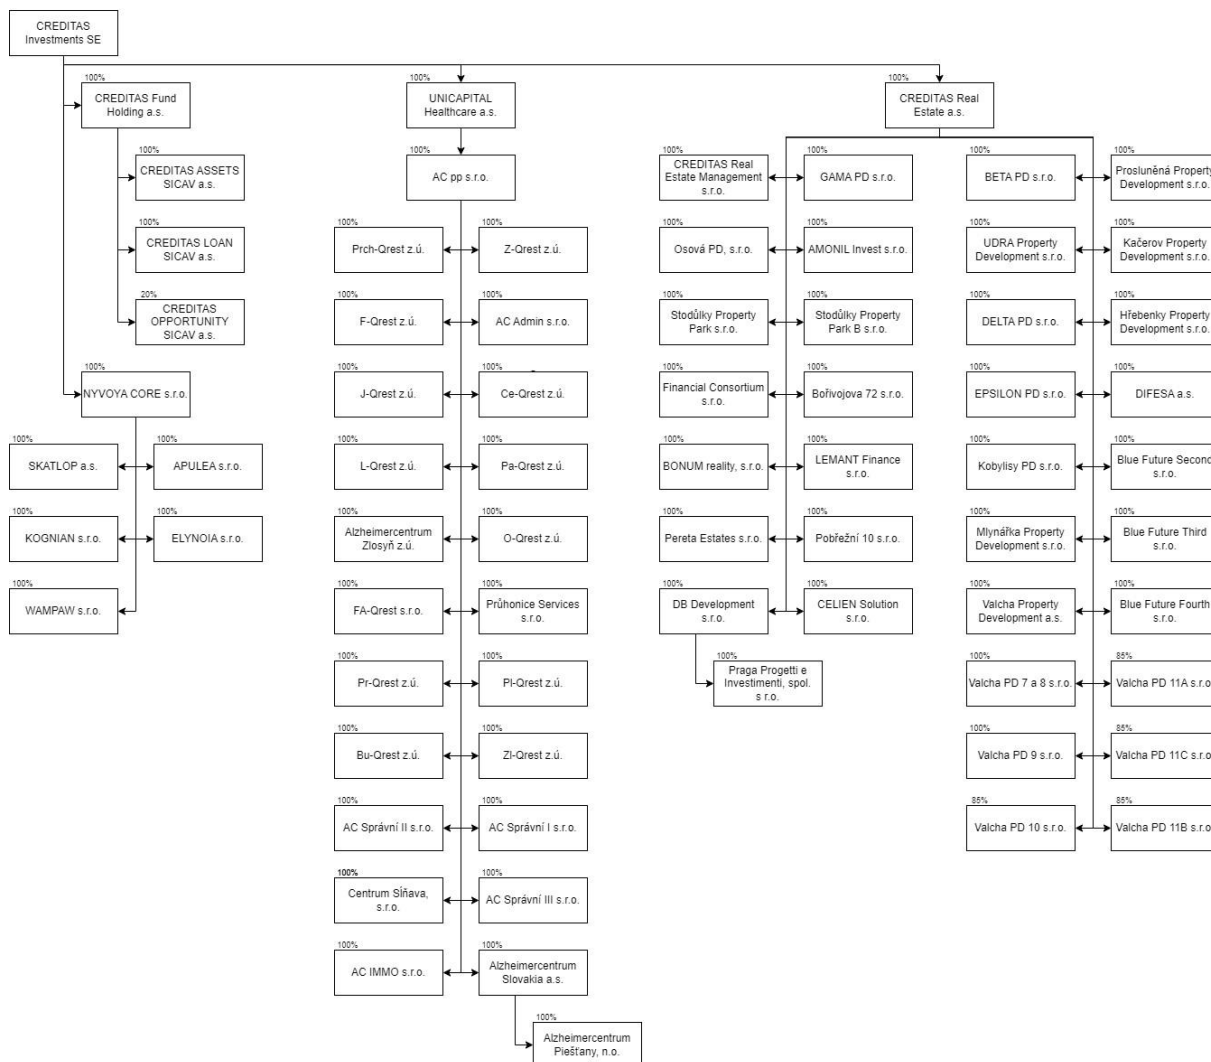 CREDITAS
Investments SE
100%
CREDITAS Fund
Holding a.s.
100%
UNICAPITAL
Healthcare a.s.
100%
CREDITAS Real
Estate a.s.
100%
CREDITAS ASSETS
SICAV a.s.
100%
CREDITAS LOAN
SICAV a.s.
20%
CREDITAS
OPPORTUNITY
SICAV a.s.
100%
NYVOYA CORE s.r.o.
100%
SKATLOP a.s.
100%
APULEA s.r.o.
100%
KOGNIAN s.r.o.
100%
ELYNOIA s.r.o.
100%
WAMPAW s.r.o.
100%
AC pp s.r.o.
100%
Prch-Qrest z.ú.
100%
Z-Qrest z.ú.
100%
F-Qrest z.ú.
100%
AC Admin s.r.o.
100%
J-Qrest z.ú.
100%
Ce-Qrest z.ú.
100%
L-Qrest z.ú.
100%
Pa-Qrest z.ú.
100%
Alzheimercentrum
Zlosyň z.ú.
100%
O-Qrest z.ú.
100%
FA-Qrest s.r.o.
100%
Průhonice Services
s.r.o.
100%
Pr-Qrest z.ú.
100%
Pl-Qrest z.ú.
100%
Bu-Qrest z.ú.
100%
Zl-Qrest z.ú.
100%
AC Správní II s.r.o.
100%
AC Správní I s.r.o.
100%
Centrum Sĺňava,
s.r.o.
100%
AC Správní III s.r.o.
100%
AC IMMO s.r.o.
100%
Alzheimercentrum
Slovakia a.s.
100%
Alzheimercentrum
Piešťany, n.o.
100%
CREDITAS Real
Estate Management
s.r.o.
100%
GAMA PD s.r.o.
100%
Osová PD, s.r.o.
100%
AMONIL Invest s.r.o.
100%
Stodůlky Property
Park s.r.o.
100%
Stodůlky Property
Park B s.r.o.
100%
Financial Consortium
s.r.o.
100%
Bořivojova 72 s.r.o.
100%
BONUM reality, s.r.o.
100%
LEMANT Finance
s.r.o.
100%
Pereta Estates s.r.o.
100%
Pobřežní 10 s.r.o.
100%
DB Development
s.r.o.
100%
CELIEN Solution
s.r.o.
100%
Praga Progetti e
Investimenti, spol.
s r.o.
100%
BETA PD s.r.o.
100%
Prosluněná Property
Development s.r.o.
100%
UDRA Property
Development s.r.o.
100%
Kačerov Property
Development s.r.o.
100%
DELTA PD s.r.o.
100%
Hřebenky Property
Development s.r.o.
100%
EPSILON PD s.r.o.
100%
DIFESA a.s.
100%
Kobylisy PD s.r.o.
100%
Blue Future Second
s.r.o.
100%
Mlynářka Property
Development s.r.o.
100%
Blue Future Third
s.r.o.
100%
Valcha Property
Development a.s.
100%
Blue Future Fourth
s.r.o.
100%
Valcha PD 7 a 8 s.r.o.
85%
Valcha PD 11A s.r.o.
100%
Valcha PD 9 s.r.o.
85%
Valcha PD 11C s.r.o.
85%
Valcha PD 10 s.r.o.
85%
Valcha PD 11B s.r.o.